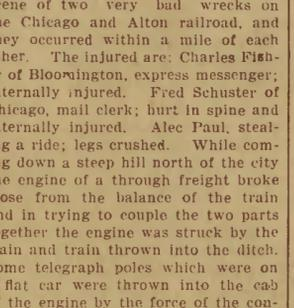 ene of two very bad wrecks on
e Chicago and Alton railroad, and
ey occurred within a mile of each
her. The injured are: Charles Fish-
of Bloomington, express messenger;
ternally injured. Fred Schuster of
hicago, mail clerk; hurt in spine and
ternally injured. Alec Paul, steal-
g a ride; legs crushed. While com-
g down a steep hill north of the city
e engine of a through freight broke
ose from the balance of the train
nd in trying to couple the two parts
gether the engine was struck by the
ain and train thrown into the ditch.
ome telegraph poles which were on
flat car were thrown into the cab
the engine by the force of the con-